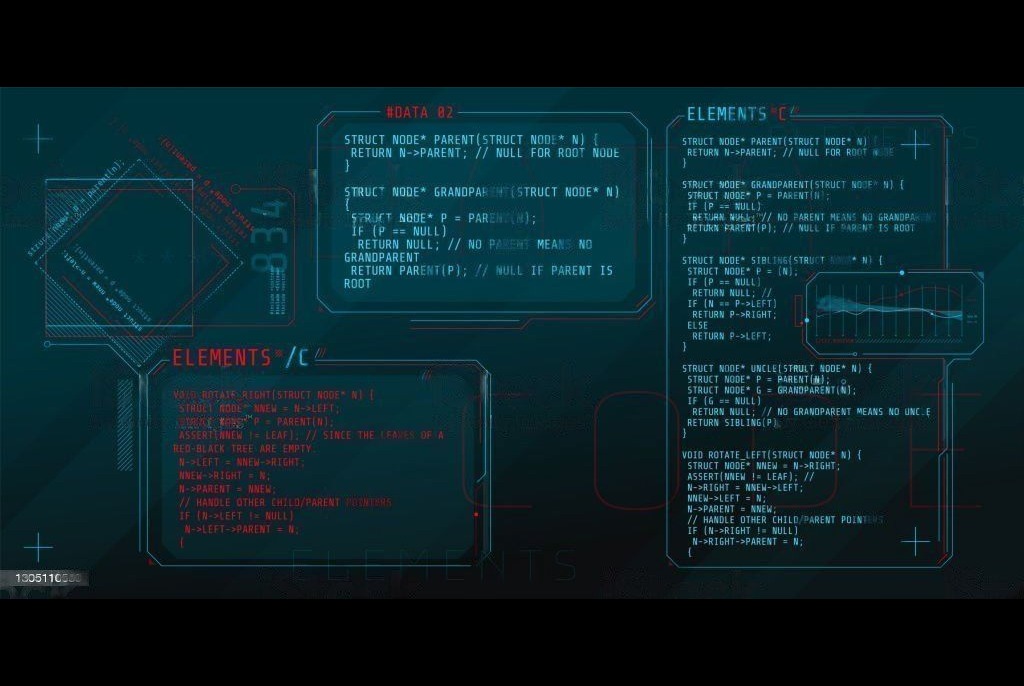 #DATA 02
STRUCT NODE* PARENT(STRUCT NODE* N) {
RETURN N->PARENT; // NULL FOR ROOT NODE
}
STRUCT NODE* GRANDPARENT(STRUCT NODE* N)
{
STRUCT NODE* P = PARENT(N);
IF (P == NULL)
RETURN NULL; // NO PARENT MEANS NO
GRANDPARENT
RETURN PARENT(P); // NULL IF PARENT IS
ROOT
834
ELEMENTS /C //
VOID ROTATE_RIGHT(STRUCT NODE* N) {
STRUCT NODE* NNEW = N->LEFT;
STRUCT NODE* P = PARENT(N);
ASSERT(NNEW != LEAF); // SINCE THE LEAVES OF A
RED-BLACK TREE ARE EMPTY.
N->LEFT = NNEW->RIGHT;
NNEW->RIGHT = N;
N->PARENT = NNEW;
// HANDLE OTHER CHILD/PARENT POINTERS
IF (N->LEFT != NULL)
N->LEFT->PARENT = N;
{
ELEMENTS C //
STRUCT NODE* PARENT(STRUCT NODE* N) {
RETURN N->PARENT; // NULL FOR ROOT NODE
}
STRUCT NODE* GRANDPARENT(STRUCT NODE* N) {
STRUCT NODE* P = PARENT(N);
IF (P == NULL)
RETURN NULL; // NO PARENT MEANS NO GRANDPARENT
RETURN PARENT(P); // NULL IF PARENT IS ROOT
}
STRUCT NODE* SIBLING(STRUCT NODE* N) {
STRUCT NODE* P = (N);
IF (P == NULL)
RETURN NULL; //
IF (N == P->LEFT)
RETURN P->RIGHT;
ELSE
RETURN P->LEFT;
}
STRUCT NODE* UNCLE(STRUCT NODE* N) {
STRUCT NODE* P = PARENT(N);
STRUCT NODE* G = GRANDPARENT(N);
IF (G == NULL)
RETURN NULL; // NO GRANDPARENT MEANS NO UNC.E
RETURN SIBLING(P)
}
VOID ROTATE_LEFT(STRUCT NODE* N) {
STRUCT NODE* NNEW = N->RIGHT;
ASSERT(NNEW != LEAF); //
N->RIGHT = NNEW->LEFT;
NNEW->LEFT = N;
N->PARENT = NNEW;
// HANDLE OTHER CHILD/PARENT POINTERS
IF (N->RIGHT != NULL)
N->RIGHT->PARENT = N;
{
CODE
ELEMENTS